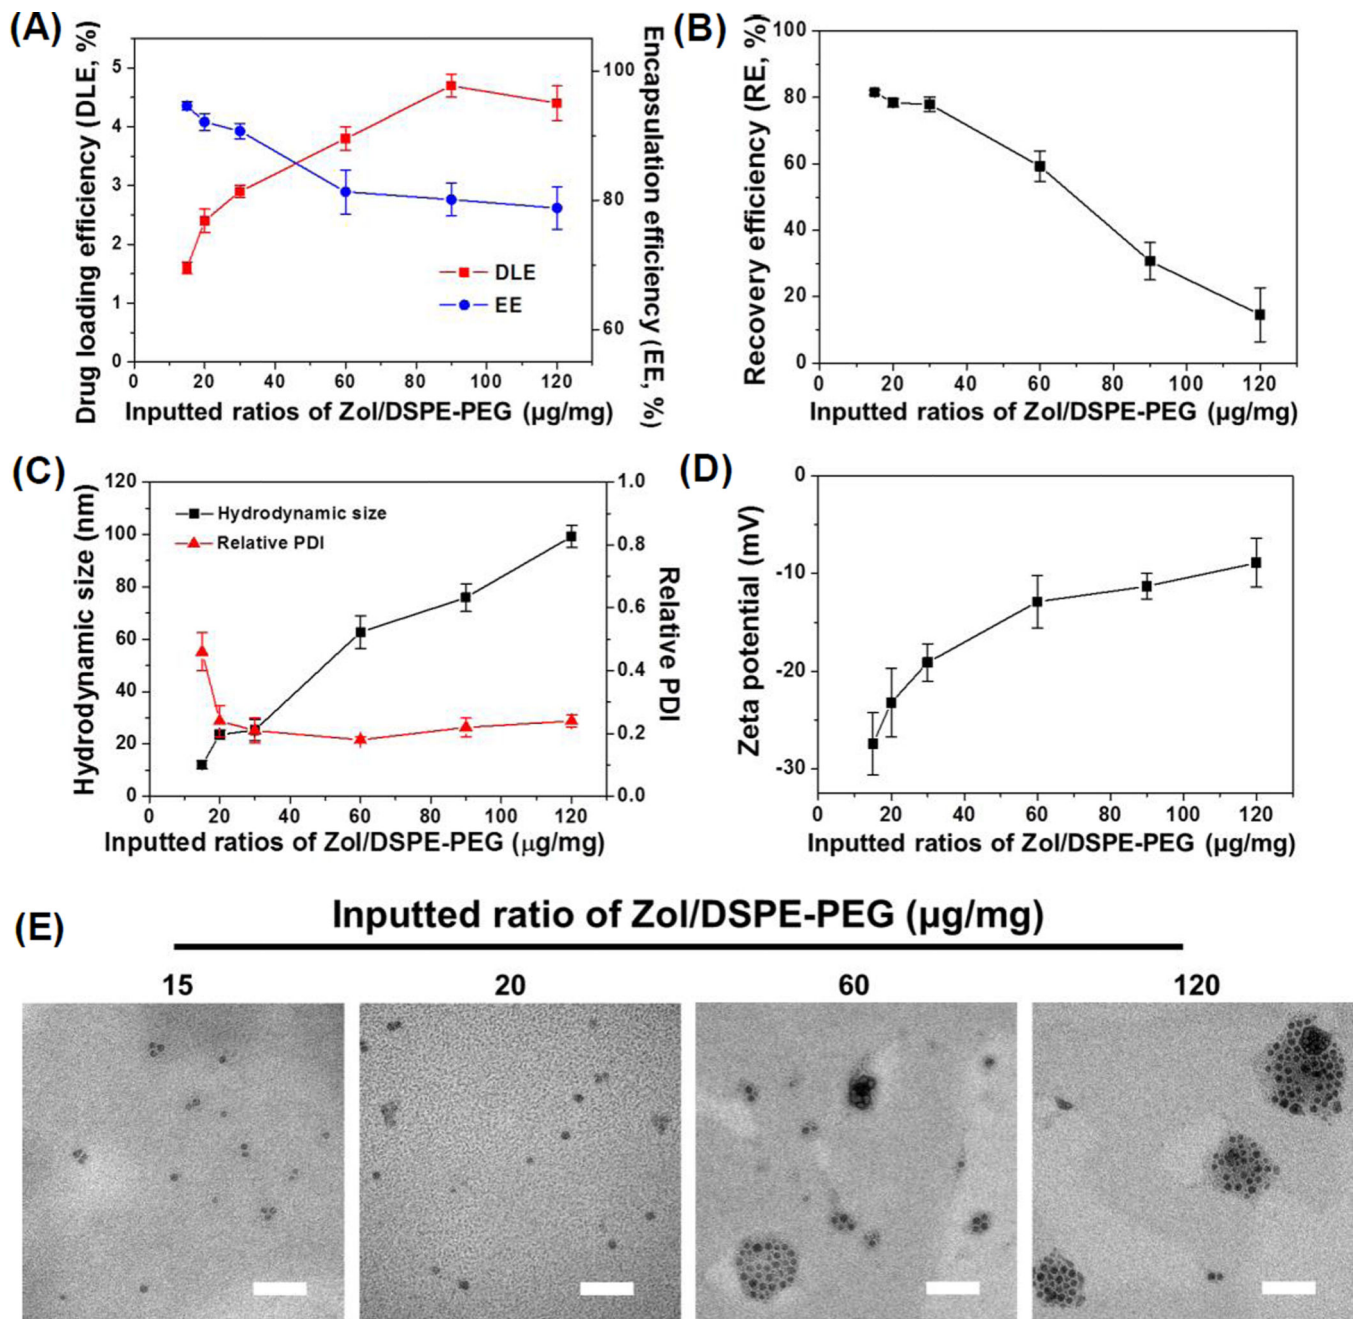 (A)
Drug loading efficiency (DLE, %)
5
4
3
2
1
0
0 20 40 60 80 100 120
Inputted ratios of Zol/DSPE-PEG (µg/mg)
DLE
EE
100
80
60
Encapsulation efficiency (EE, %)
(B)
Recovery efficiency (RE, %)
100
80
60
40
20
0
0 20 40 60 80 100 120
Inputted ratios of Zol/DSPE-PEG (µg/mg)
(C)
Hydrodynamic size (nm)
120
100
80
60
40
20
0
Hydrodynamic size
Relative PDI
0 20 40 60 80 100 120
Inputted ratios of Zol/DSPE-PEG (µg/mg)
1.0
0.8
0.6
0.4
0.2
0.0
Relative PDI
(D)
Zeta potential (mV)
0
-10
-20
-30
0 20 40 60 80 100 120
Inputted ratios of Zol/DSPE-PEG (µg/mg)
(E)
Inputted ratio of Zol/DSPE-PEG (µg/mg)
15 20 60 120